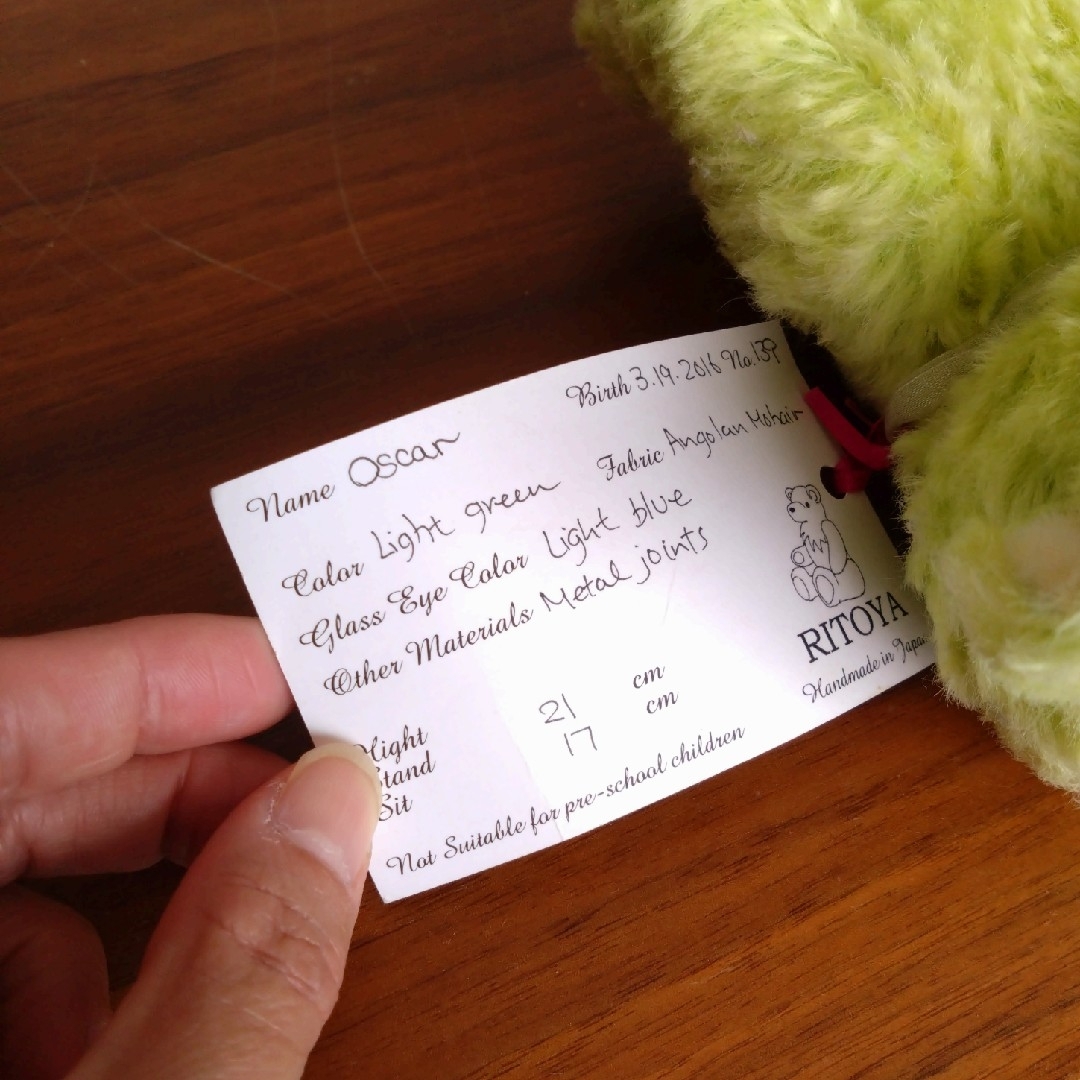 Birth 3.19.2016 No.139
Name Oscar
Fabric Angolan Mohair
Color Light green
Glass Eye Color Light blue
Other Materials Metal joints
Hight
Stand 21 cm
Sit 17 cm
Not Suitable for pre-school children
RITOYA
Handmade in Japan